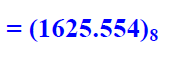 = (1625.554)₈